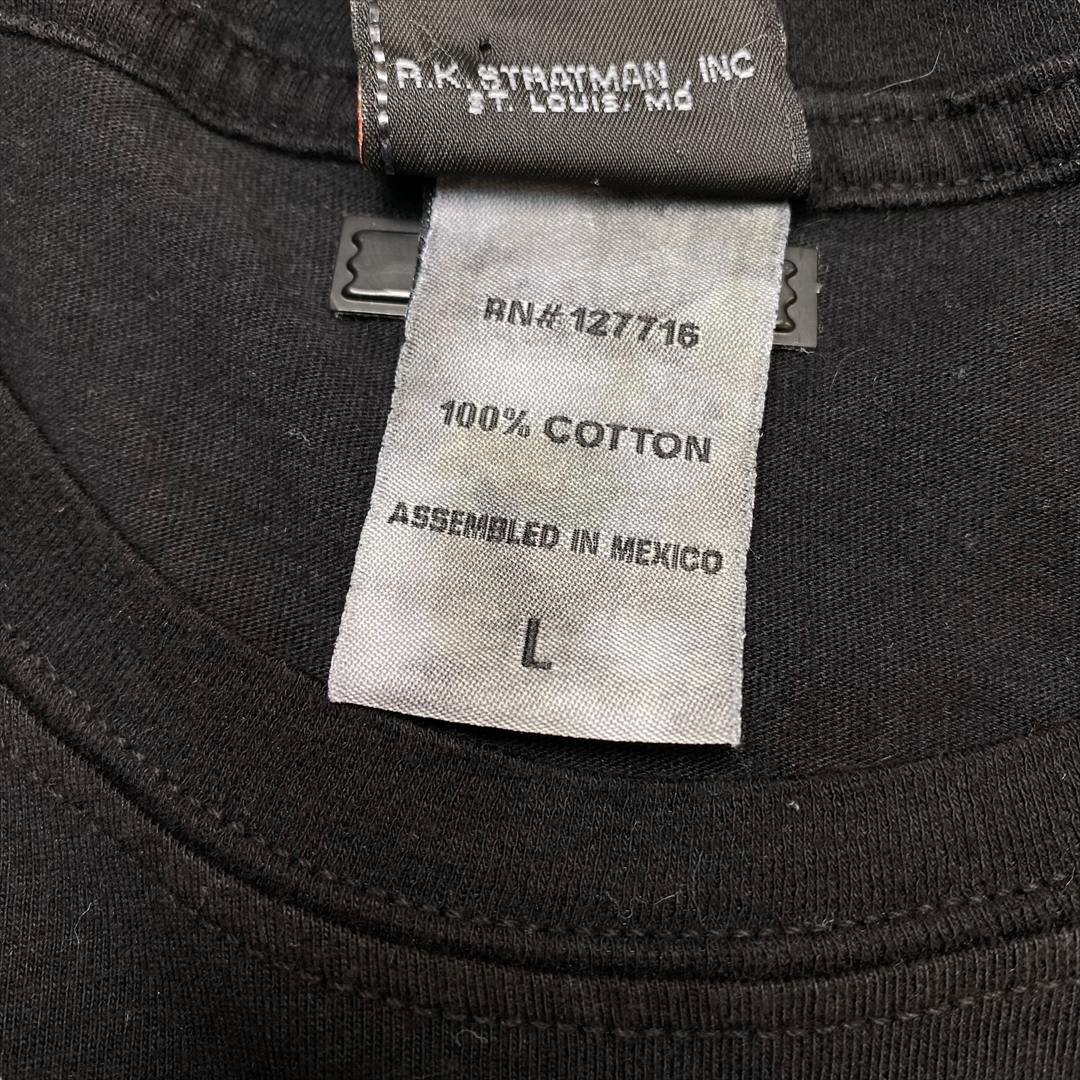 R.K. STRATMAN, INC
ST. LOUIS, MO
RN# 127716
100% COTTON
ASSEMBLED IN MEXICO
L